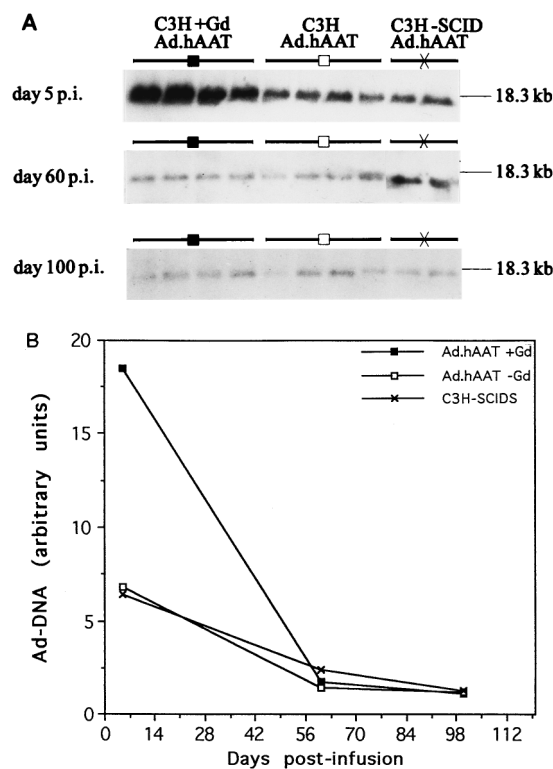 A
C3H +Gd C3H C3H -SCID
Ad.hAAT Ad.hAAT Ad.hAAT
day 5 p.i. 18.3 kb
day 60 p.i. 18.3 kb
day 100 p.i. 18.3 kb
B
20
15
10
5
0
Ad-DNA (arbitrary units)
Ad.hAAT +Gd
Ad.hAAT -Gd
C3H-SCIDS
0 14 28 42 56 70 84 98 112
Days post-infusion